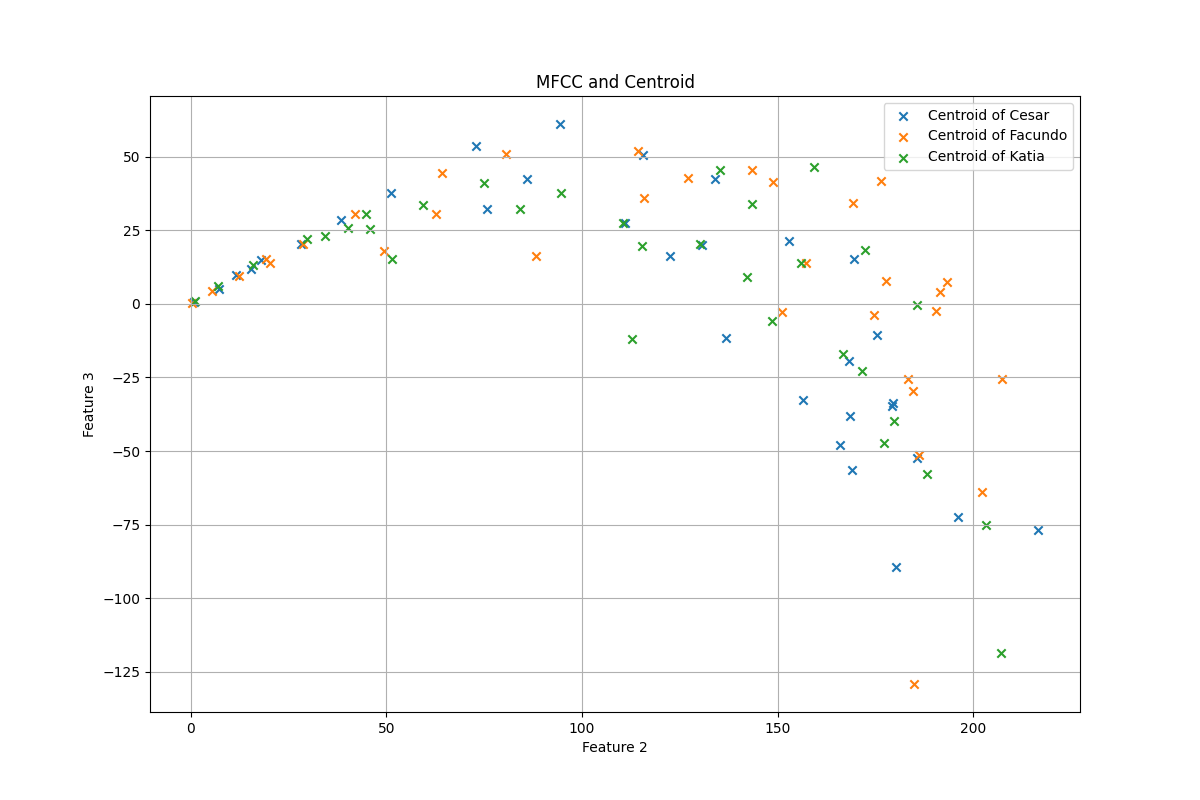 MFCC and Centroid
Centroid of Cesar
Centroid of Facundo
Centroid of Katia
50
25
0
−25
−50
−75
−100
−125
Feature 3
0 50 100 150 200
Feature 2